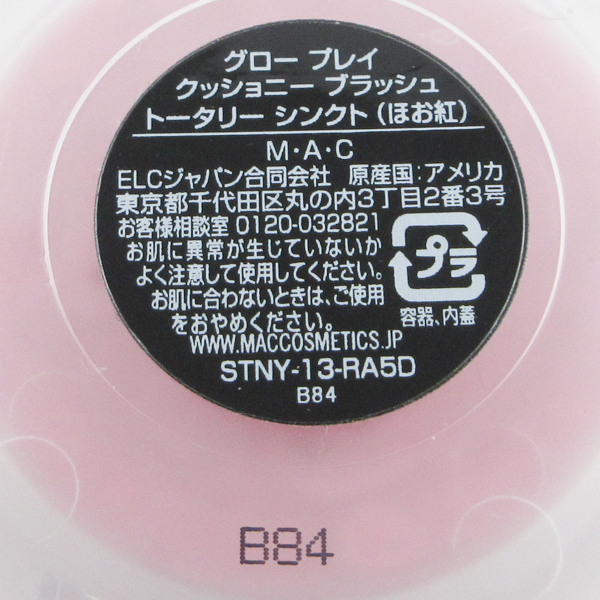 グロー プレイ
クッショニー ブラッシュ
トータリー シンクト(ほお紅)
M・A・C
ELCジャパン合同会社 原産国:アメリカ
東京都千代田区丸の内3丁目2番3号
お客様相談室 0120-032821
お肌に異常が生じていないか
よく注意して使用してください。
お肌に合わないときは、ご使用
をおやめください。
プラ
容器、内蓋
WWW.MACCOSMETICS.JP
STNY-13-RA5D
B84
B84